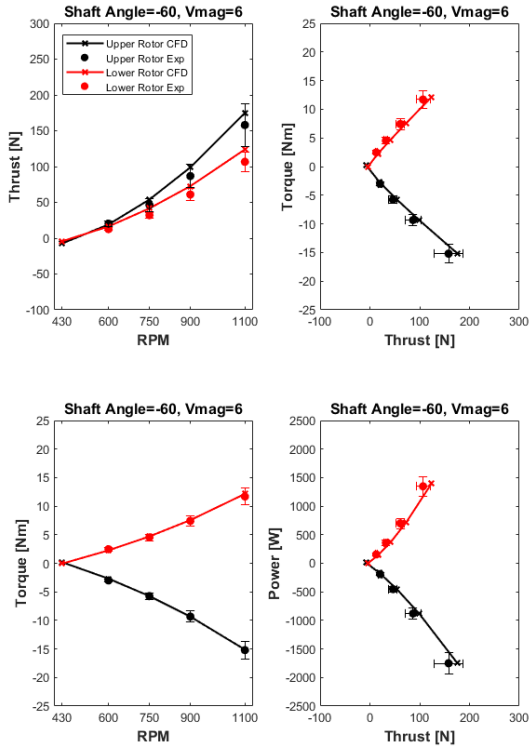 Shaft Angle=-60, Vmag=6
Thrust [N]
300
250
200
150
100
50
0
-50
-100
Upper Rotor CFD
Upper Rotor Exp
Lower Rotor CFD
Lower Rotor Exp
430 600 750 900 1100
RPM
Shaft Angle=-60, Vmag=6
Torque [Nm]
25
20
15
10
5
0
-5
-10
-15
-20
-25
-100 0 100 200 300
Thrust [N]
Shaft Angle=-60, Vmag=6
Torque [Nm]
25
20
15
10
5
0
-5
-10
-15
-20
-25
430 600 750 900 1100
RPM
Shaft Angle=-60, Vmag=6
Power [W]
2500
2000
1500
1000
500
0
-500
-1000
-1500
-2000
-2500
-100 0 100 200 300
Thrust [N]